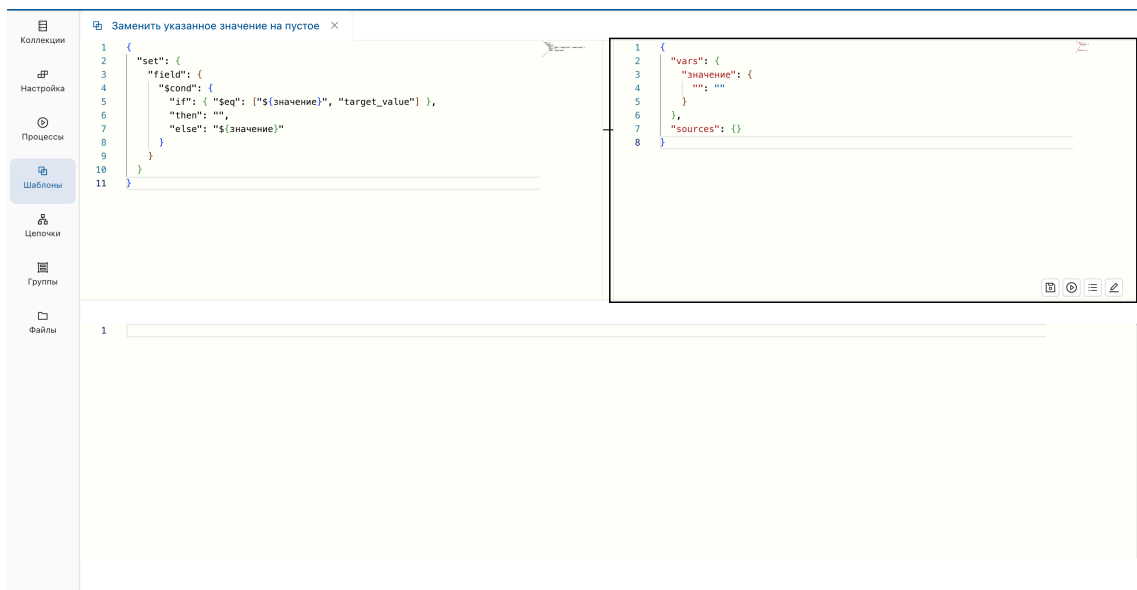 Коллекции
Настройка
Процессы
Шаблоны
Цепочки
Группы
Файлы
Заменить указанное значение на пустое
1 {
2 "set": {
3 "field": {
4 "$cond": {
5 "if": { "$eq": ["${значение}", "target_value"] },
6 "then": "",
7 "else": "${значение}"
8 }
9 }
10 }
11 }
1 {
2 "vars": {
3 "значение": {
4 "": ""
5 }
6 },
7 "sources": {}
8 }
1